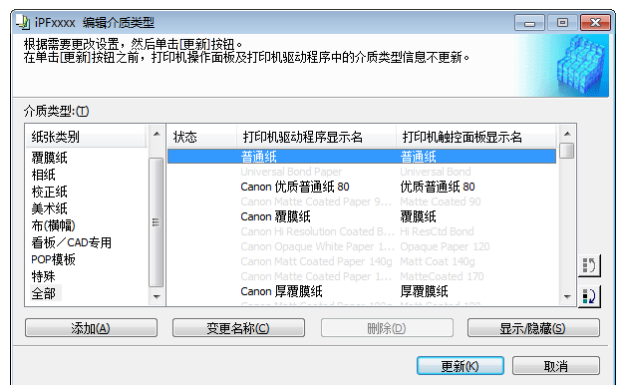 iPFxxxx 编辑介质类型
根据需要更改设置，然后单击[更新]按钮。
在单击[更新]按钮之前，打印机操作面板及打印机驱动程序中的介质类型信息不更新。
介质类型:(T)
纸张类别 状态 打印机驱动程序显示名 打印机触控面板显示名
普通纸 普通纸
覆膜纸 Universal Bond Paper Universal Bond
相纸 Canon 优质普通纸 80 优质普通纸 80
校正纸 Canon Matte Coated Paper 9... Matte Coated 90
美术纸 Canon 覆膜纸 覆膜纸
布(横幅) Canon Hi Resolution Coated B... Hi ResCtd Bond
看板／CAD专用 Canon Opaque White Paper 1... Opaque Paper 120
POP模板 Canon Matt Coated Paper 140g Matt Coat 140g
特殊 Canon Matte Coated Paper 1... MatteCoated 170
全部 Canon 厚覆膜纸 厚覆膜纸
添加(A) 变更名称(C) 删除(D) 显示/隐藏(S)
更新(K) 取消